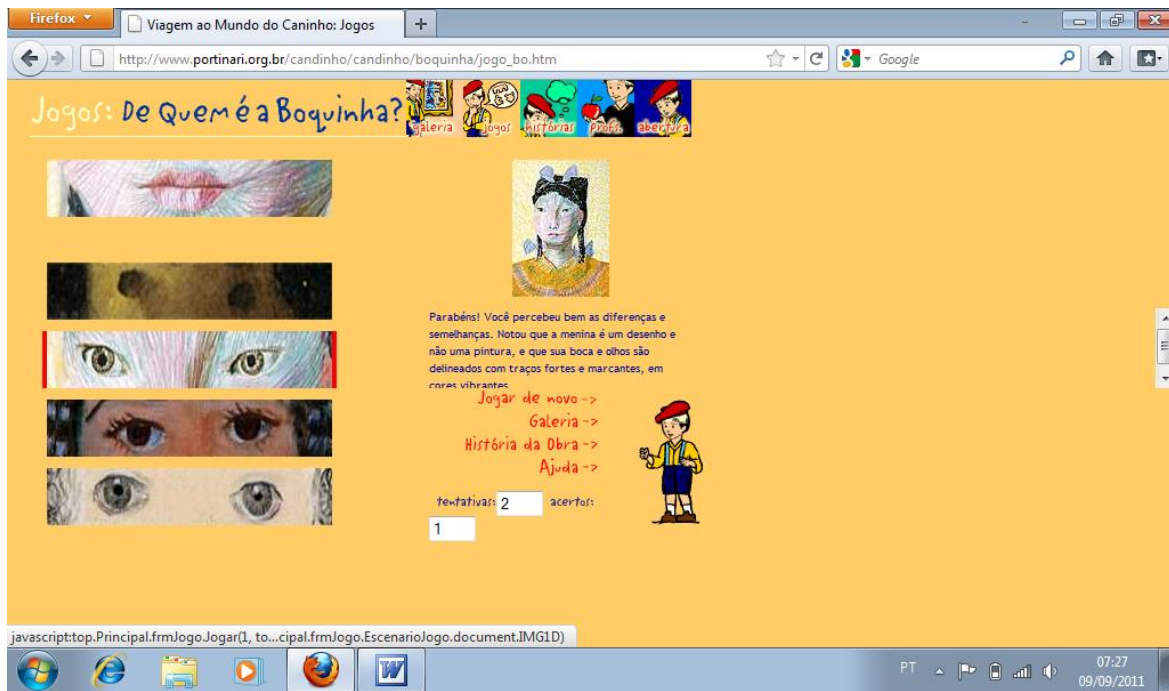 Firefox
Viagem ao Mundo do Caninho: Jogos
http://www.portinari.org.br/candinho/candinho/boquinha/jogo_bo.htm
Google
Jogos: De Quem é a Boquinha?
galeria
jogos
histórias
profs.
abertura
Parabéns! Você percebeu bem as diferenças e
semelhanças. Notou que a menina é um desenho e
não uma pintura, e que sua boca e olhos são
delineados com traços fortes e marcantes, em
cores vibrantes
Jogar de novo ->
Galeria ->
História da Obra ->
Ajuda ->
tentativas: 2 acertos:
1
javascript:top.Principal.frmJogo.Jogar(1, to...cipal.frmJogo.EscenarioJogo.document.IMG1D)
PT
07:27
09/09/2011